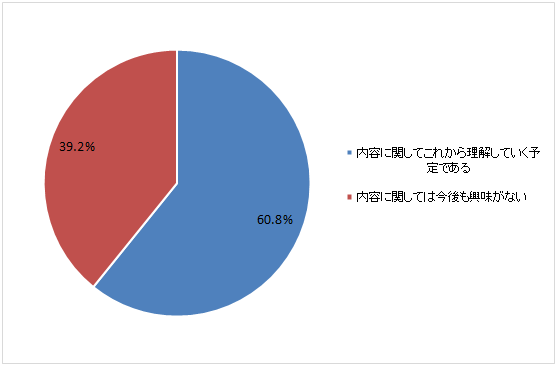 39.2%
60.8%
内容に関してこれから理解していく予
定である
内容に関しては今後も興味がない